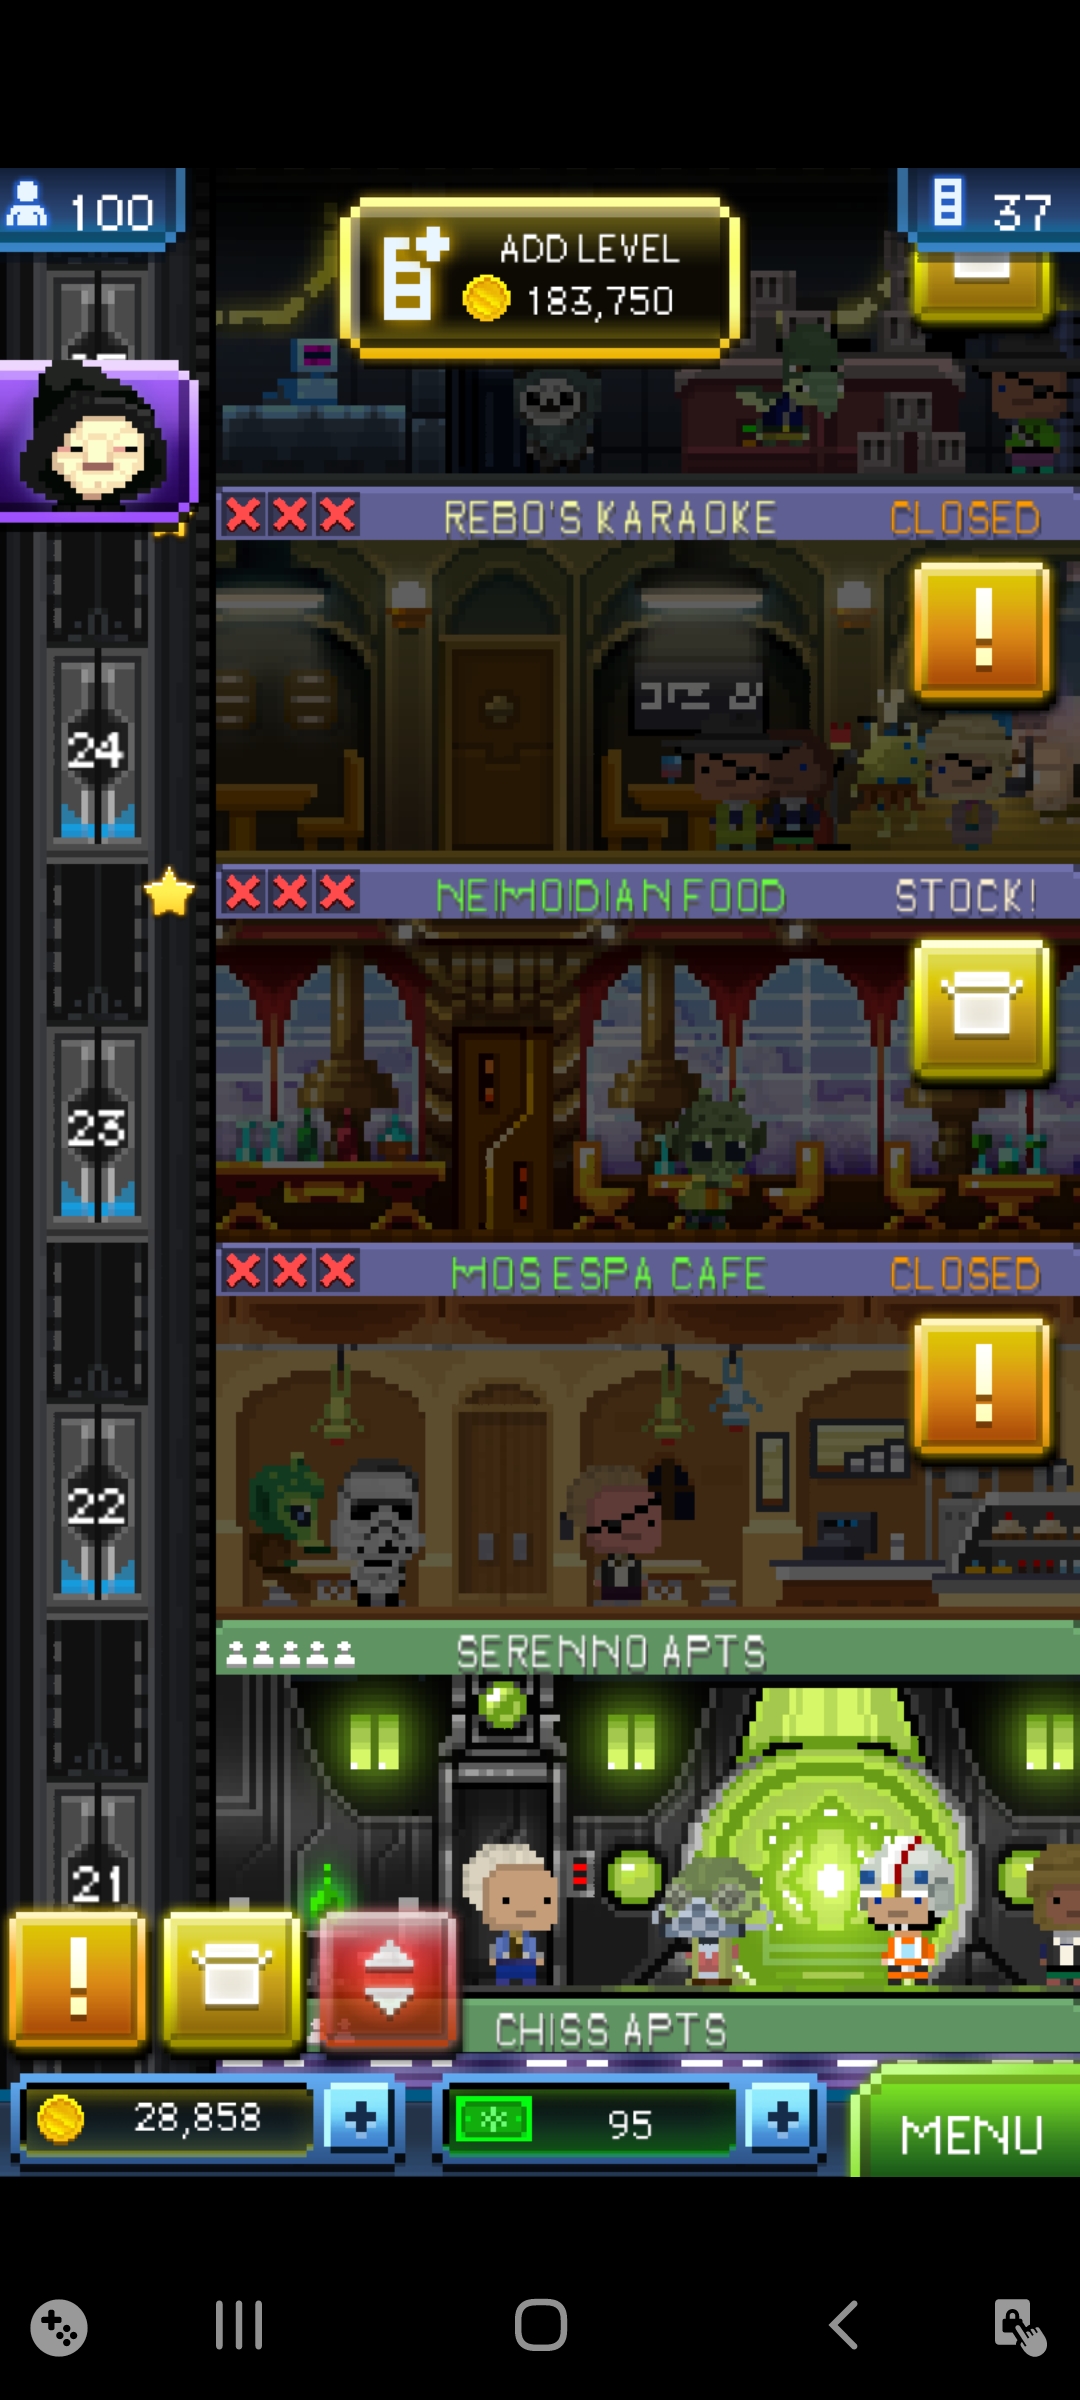 100
ADD LEVEL
183,750
37
REBO'S KARAOKE CLOSED
!
24
NEIMOIDIAN FOOD STOCK!
23
MOS ESPA CAFE CLOSED
!
22
SERENNO APTS
21
!
CHISS APTS
28,858 + 95 + MENU